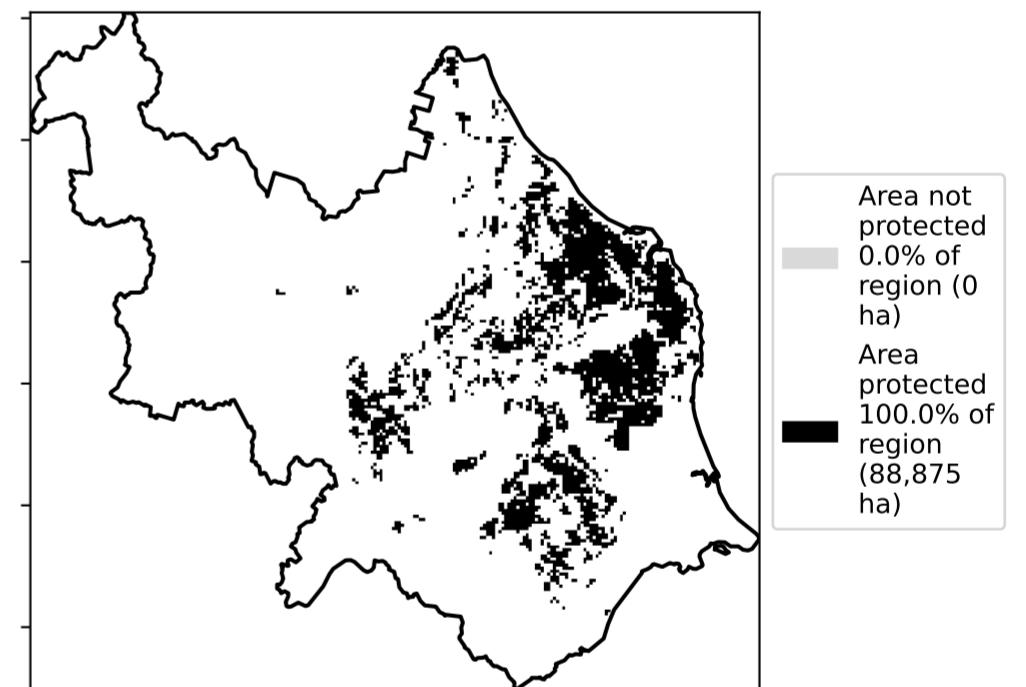 Area not
protected
0.0% of
region (0
ha)
Area
protected
100.0% of
region
(88,875
ha)